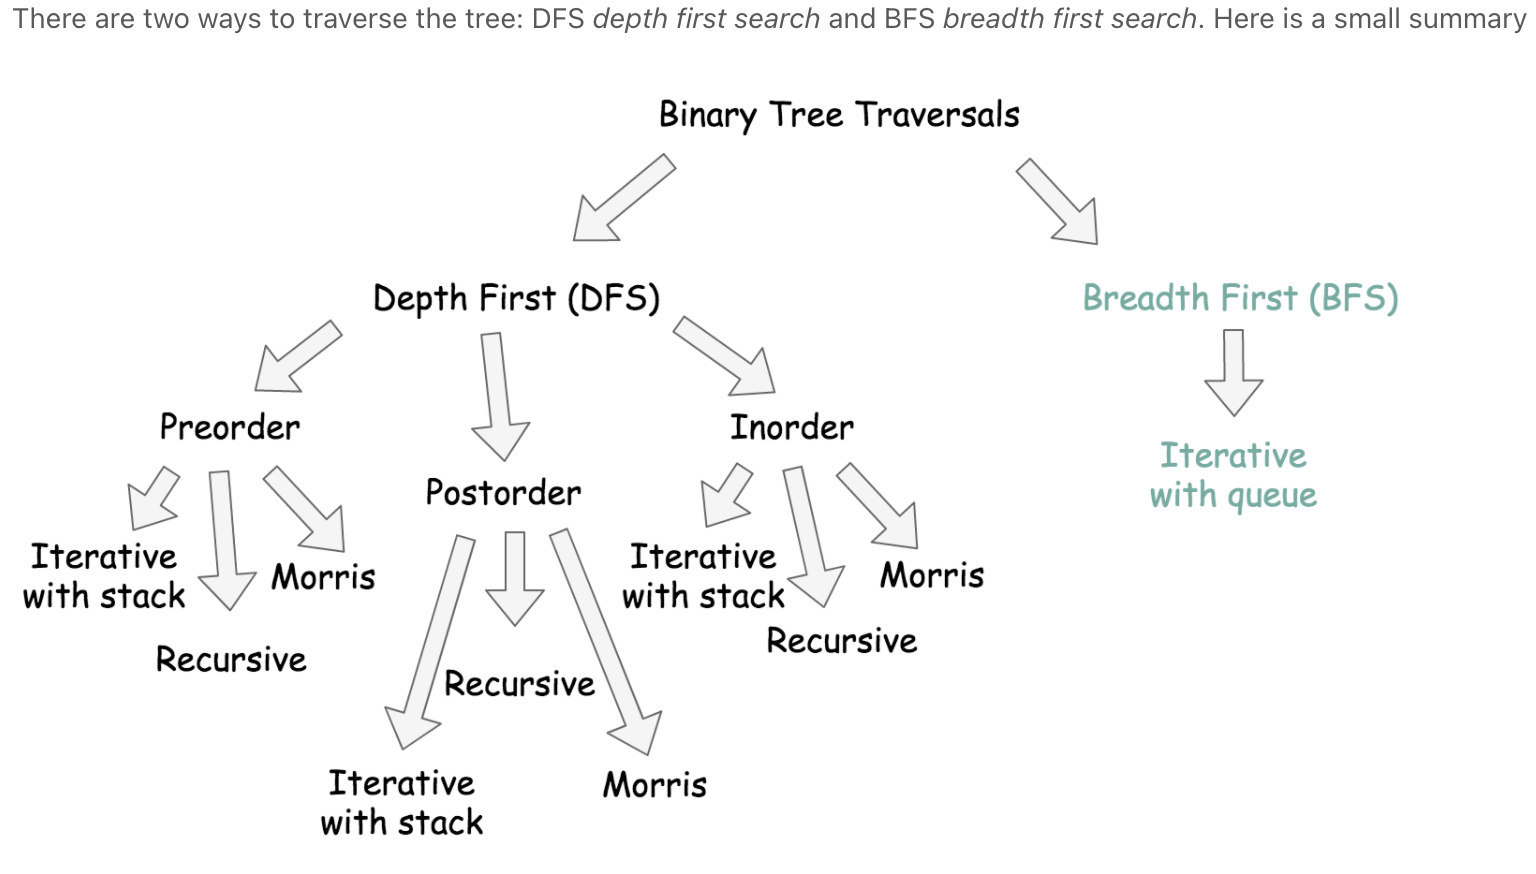 There are two ways to traverse the tree: DFS depth first search and BFS breadth first search. Here is a small summary
Binary Tree Traversals
Depth First (DFS)
Breadth First (BFS)
Preorder
Inorder
Iterative
with queue
Postorder
Iterative
with stack
Morris
Recursive
Iterative
with stack
Morris
Recursive
Recursive
Iterative
with stack
Morris